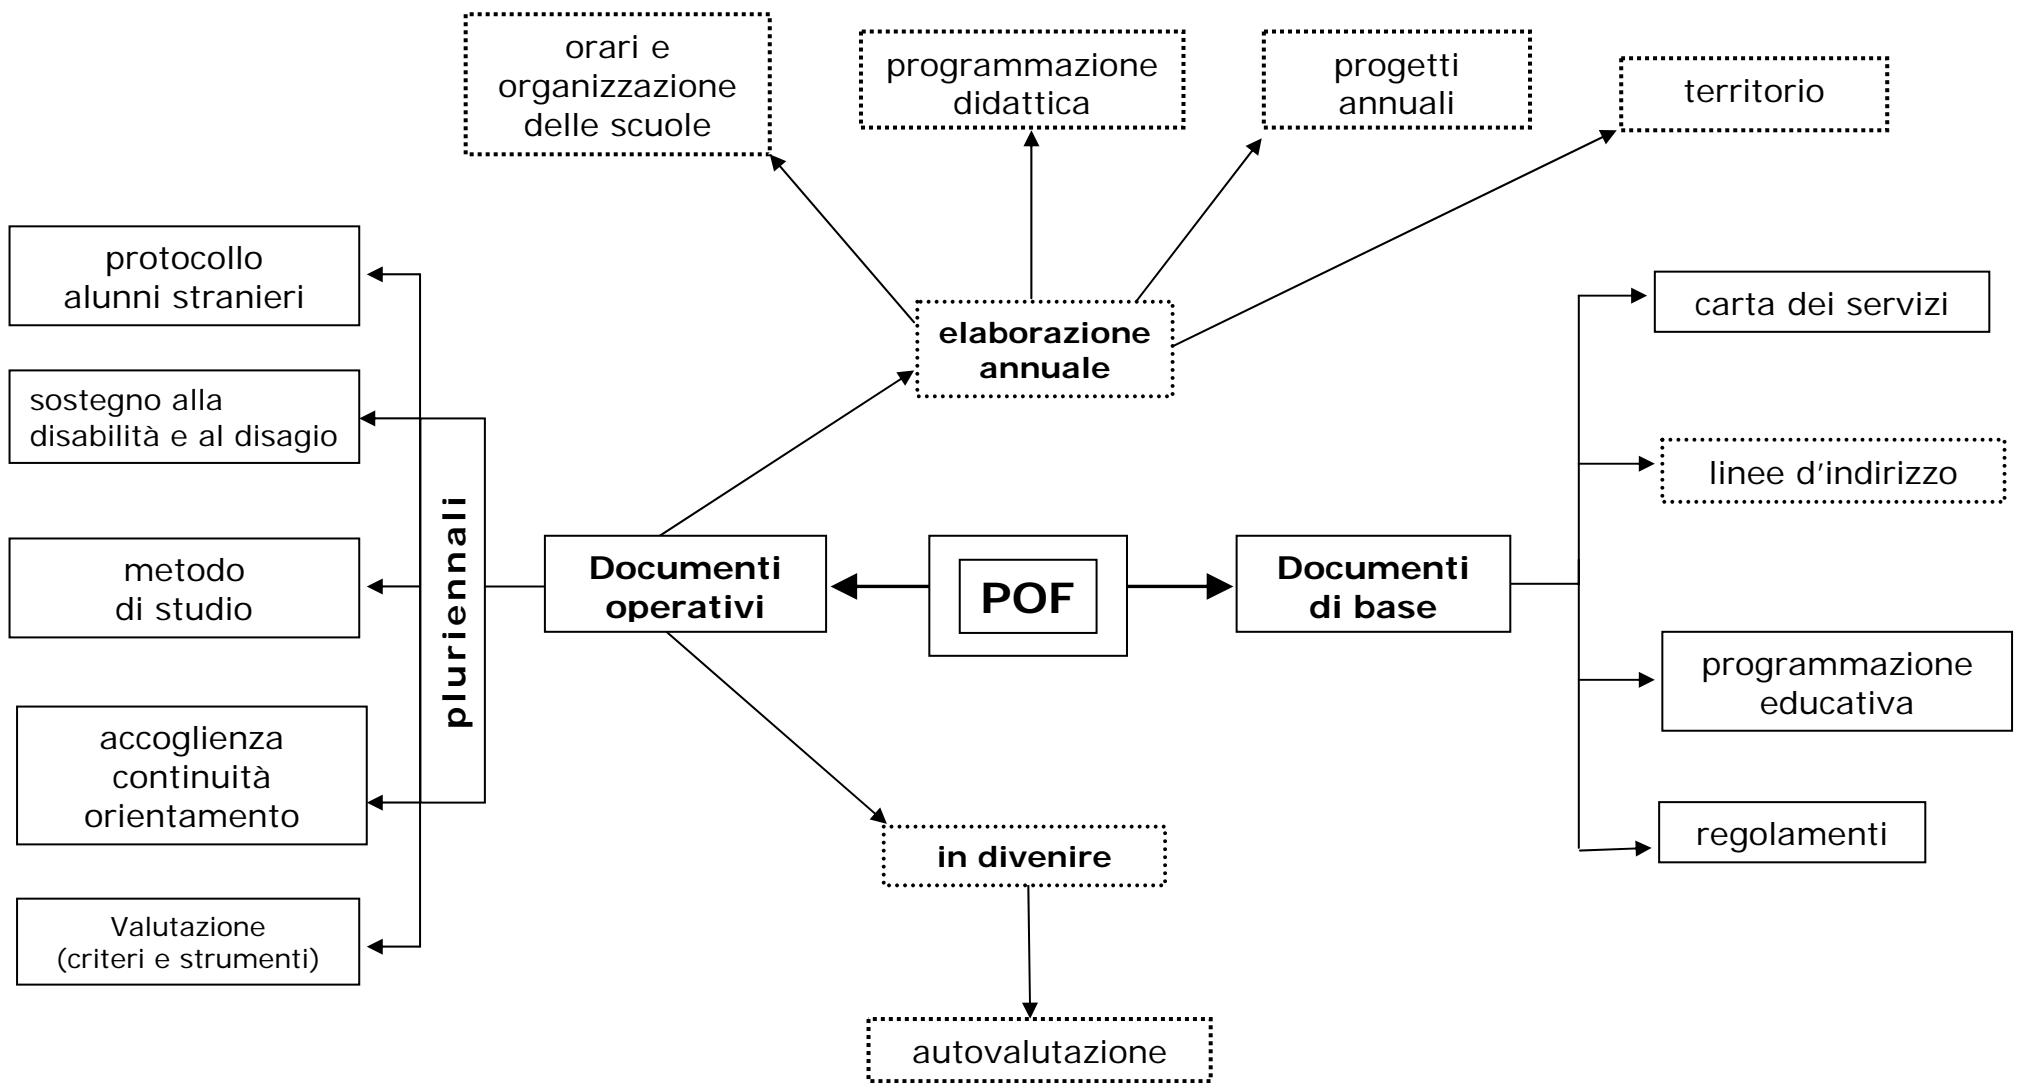 orari e
organizzazione
delle scuole
programmazione
didattica
progetti
annuali
territorio
protocollo
alunni stranieri
sostegno alla
disabilità e al disagio
metodo
di studio
accoglienza
continuità
orientamento
Valutazione
(criteri e strumenti)
pluriennali
elaborazione
annuale
Documenti
operativi
POF
Documenti
di base
carta dei servizi
linee d’indirizzo
programmazione
educativa
regolamenti
in divenire
autovalutazione